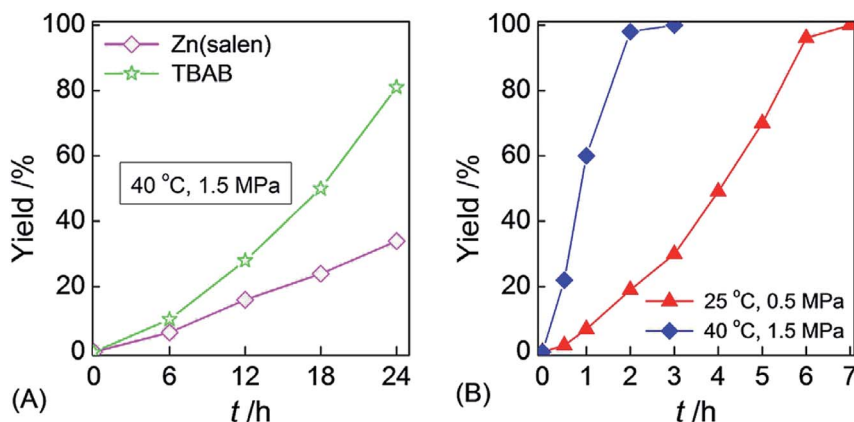 100
80
60
40
20
0
Yield /%
Zn(salen)
TBAB
40 °C, 1.5 MPa
0 6 12 18 24
(A)
t /h
100
80
60
40
20
0
Yield /%
25 °C, 0.5 MPa
40 °C, 1.5 MPa
0 1 2 3 4 5 6 7
(B)
t /h